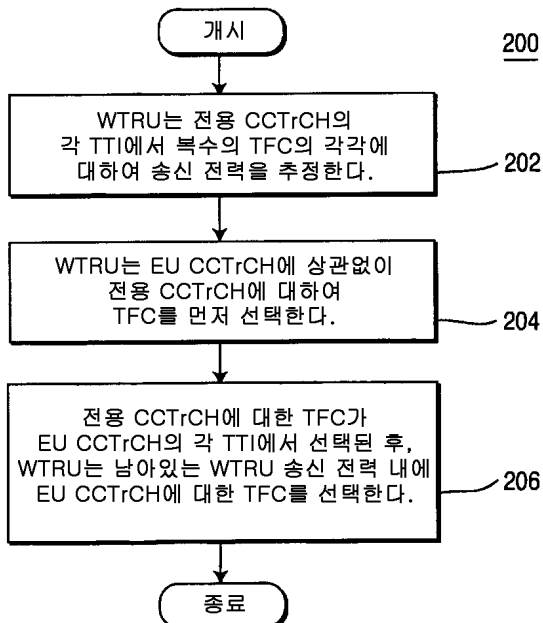 개시
200
WTRU는 전용 CCTrCH의
각 TTI에서 복수의 TFC의 각각에
대하여 송신 전력을 추정한다.
202
WTRU는 EU CCTrCH에 상관없이
전용 CCTrCH에 대하여
TFC를 먼저 선택한다.
204
전용 CCTrCH에 대한 TFC가
EU CCTrCH의 각 TTI에서 선택된 후,
WTRU는 남아있는 WTRU 송신 전력 내에
EU CCTrCH에 대한 TFC를 선택한다.
206
종료